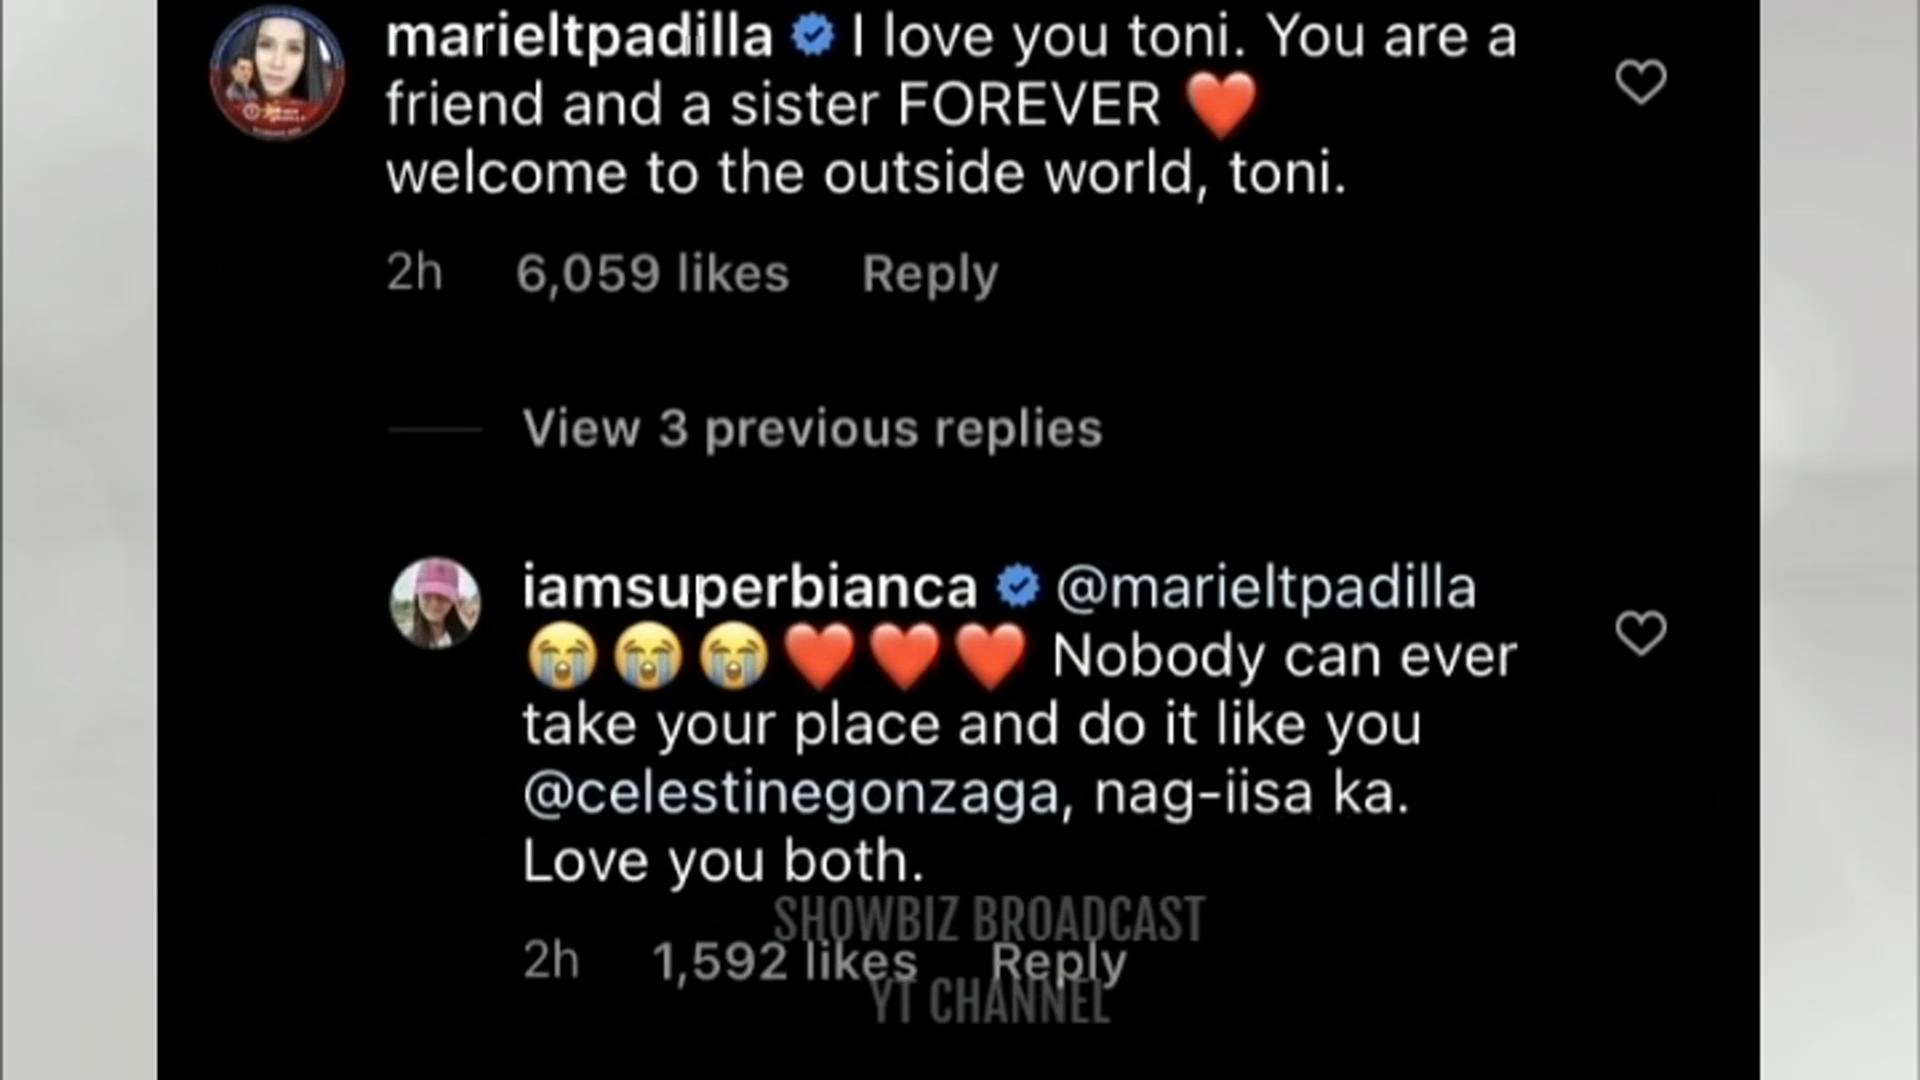 marieltpadilla I love you toni. You are a
friend and a sister FOREVER ❤️
welcome to the outside world, toni.
2h 6,059 likes Reply
View 3 previous replies
iamsuperbianca @marieltpadilla
😭😭😭❤️❤️❤️ Nobody can ever
take your place and do it like you
@celestinegonzaga, nag-iisa ka.
Love you both.
SHOWBIZ BROADCAST
2h 1,592 likes Reply
YT CHANNEL